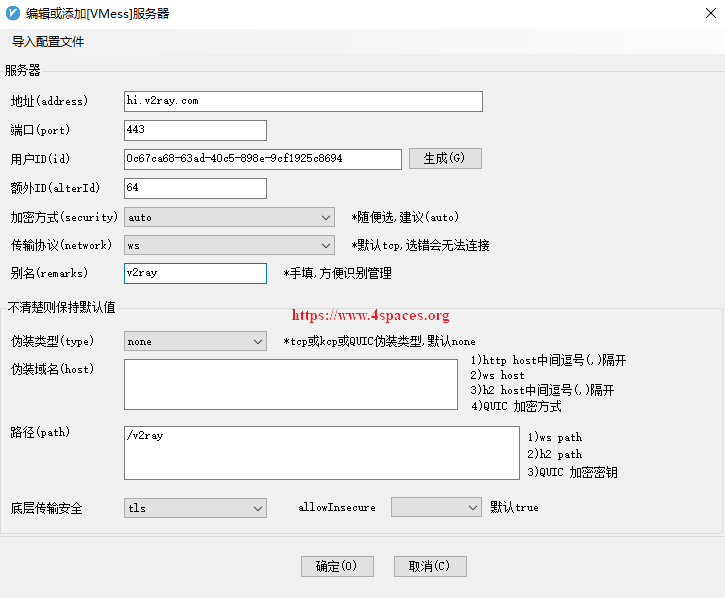 编辑或添加[VMess]服务器
导入配置文件
服务器
地址(address) hi.v2ray.com
端口(port) 443
用户ID(id) 0c67ca68-63ad-40c5-898e-9cf1925c8694 生成(G)
额外ID(alterId) 64
加密方式(security) auto *随便选,建议(auto)
传输协议(network) ws *默认tcp,选错会无法连接
别名(remarks) v2ray *手填,方便识别管理
不清楚则保持默认值
https://www.4spaces.org
伪装类型(type) none *tcp或kcp或QUIC伪装类型,默认none
伪装域名(host)
1)http host中间逗号(,)隔开
2)ws host
3)h2 host中间逗号(,)隔开
4)QUIC 加密方式
路径(path) /v2ray
1)ws path
2)h2 path
3)QUIC 加密密钥
底层传输安全 tls allowInsecure 默认true
确定(O) 取消(C)